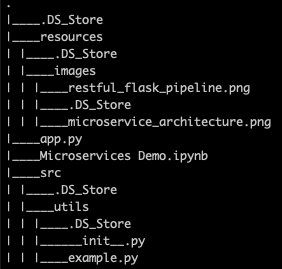 .
|____.DS_Store
|____resources
| |____.DS_Store
| |____images
| | |____restful_flask_pipeline.png
| | |____.DS_Store
| | |____microservice_architecture.png
|____app.py
|____Microservices Demo.ipynb
|____src
| |____.DS_Store
| |____utils
| | |____.DS_Store
| | |______init__.py
| | |____example.py